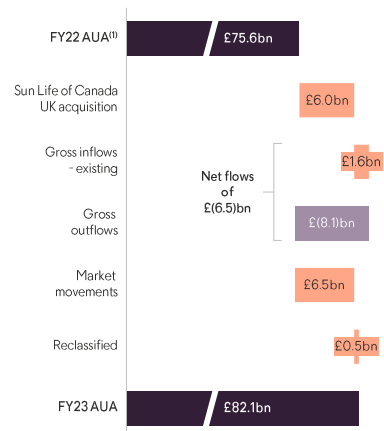 FY22 AUA(1)
£75.6bn
Sun Life of Canada
UK acquisition
£6.0bn
Gross inflows
- existing
£1.6bn
Net flows
of
£(6.5)bn
Gross
outflows
£(8.1)bn
Market
movements
£6.5bn
Reclassified
£0.5bn
FY23 AUA
£82.1bn